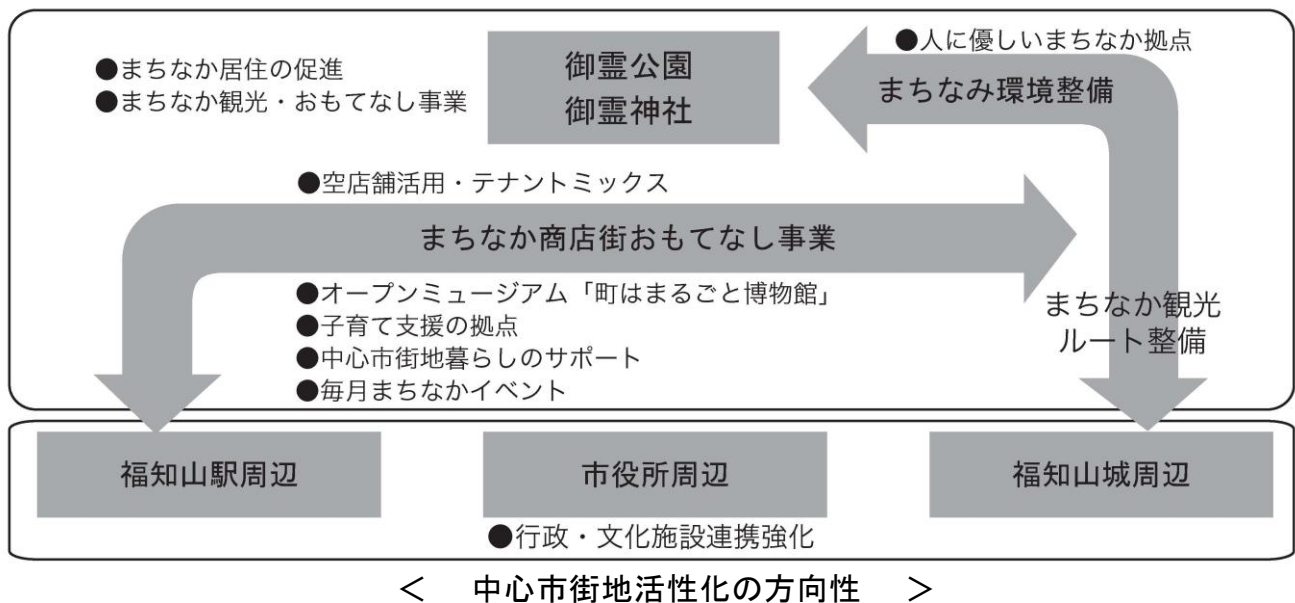 ●人に優しいまちなか拠点
●まちなか居住の促進
●まちなか観光・おもてなし事業
御霊公園
御霊神社
まちなみ環境整備
●空店舗活用・テナントミックス
まちなか商店街おもてなし事業
●オープンミュージアム「町はまるごと博物館」
●子育て支援の拠点
●中心市街地暮らしのサポート
●毎月まちなかイベント
まちなか観光
ルート整備
福知山駅周辺
市役所周辺
福知山城周辺
●行政・文化施設連携強化
＜　中心市街地活性化の方向性　＞